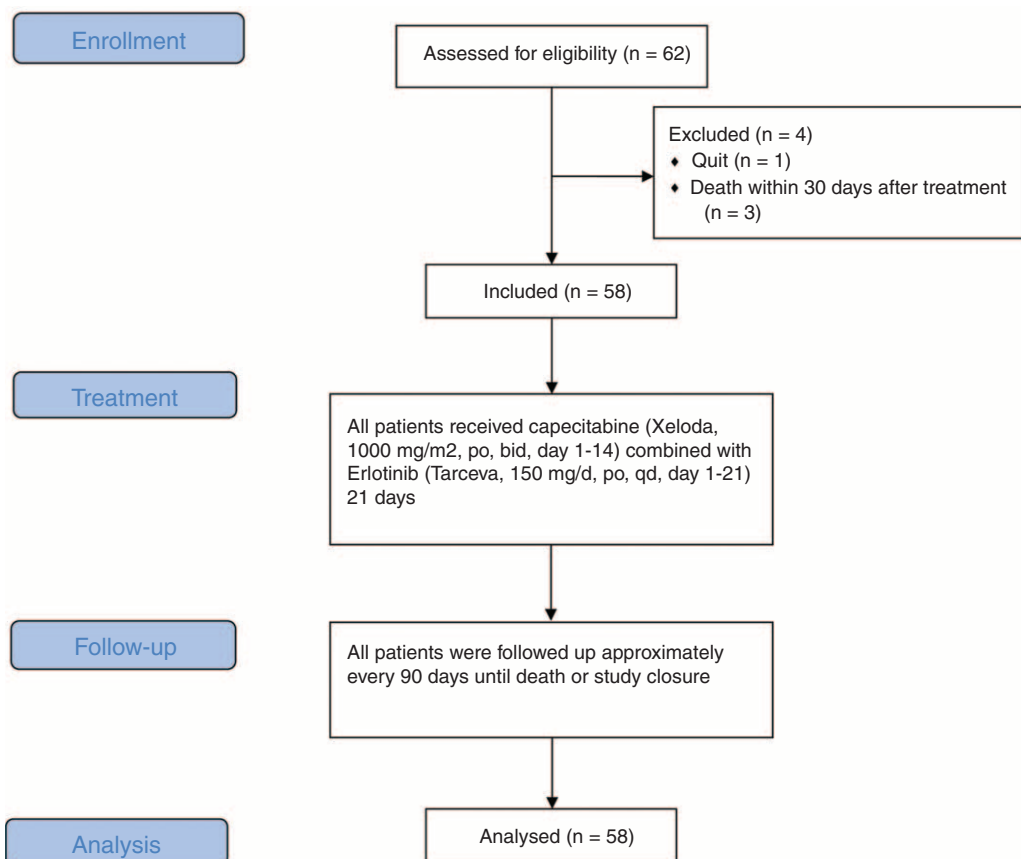 Enrollment
Assessed for eligibility (n = 62)
Excluded (n = 4)
♦ Quit (n = 1)
♦ Death within 30 days after treatment
(n = 3)
Included (n = 58)
Treatment
All patients received capecitabine (Xeloda,
1000 mg/m2, po, bid, day 1-14) combined with
Erlotinib (Tarceva, 150 mg/d, po, qd, day 1-21)
21 days
Follow-up
All patients were followed up approximately
every 90 days until death or study closure
Analysis
Analysed (n = 58)